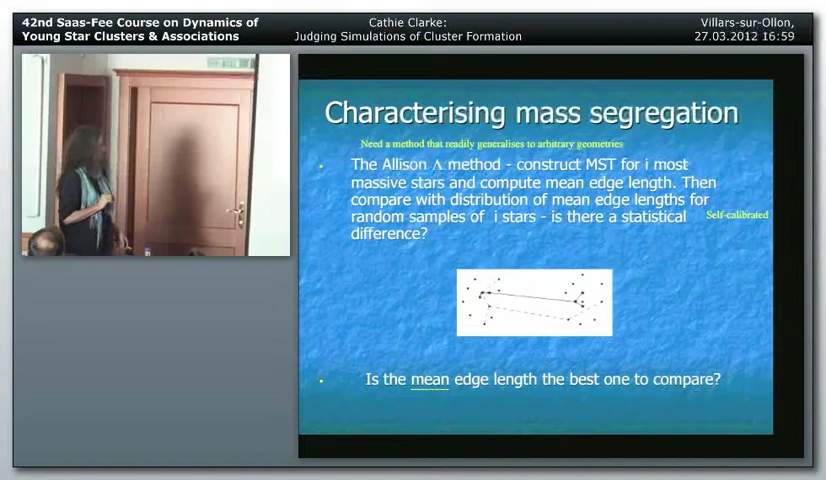 42nd Saas-Fee Course on Dynamics of
Young Star Clusters & Associations
Cathie Clarke:
Judging Simulations of Cluster Formation
Villars-sur-Ollon,
27.03.2012 16:59
Characterising mass segregation
Need a method that readily generalises to arbitrary geometries
• The Allison Λ method - construct MST for i most
massive stars and compute mean edge length. Then
compare with distribution of mean edge lengths for
random samples of i stars - is there a statistical
difference?
Self-calibrated
• Is the mean edge length the best one to compare?